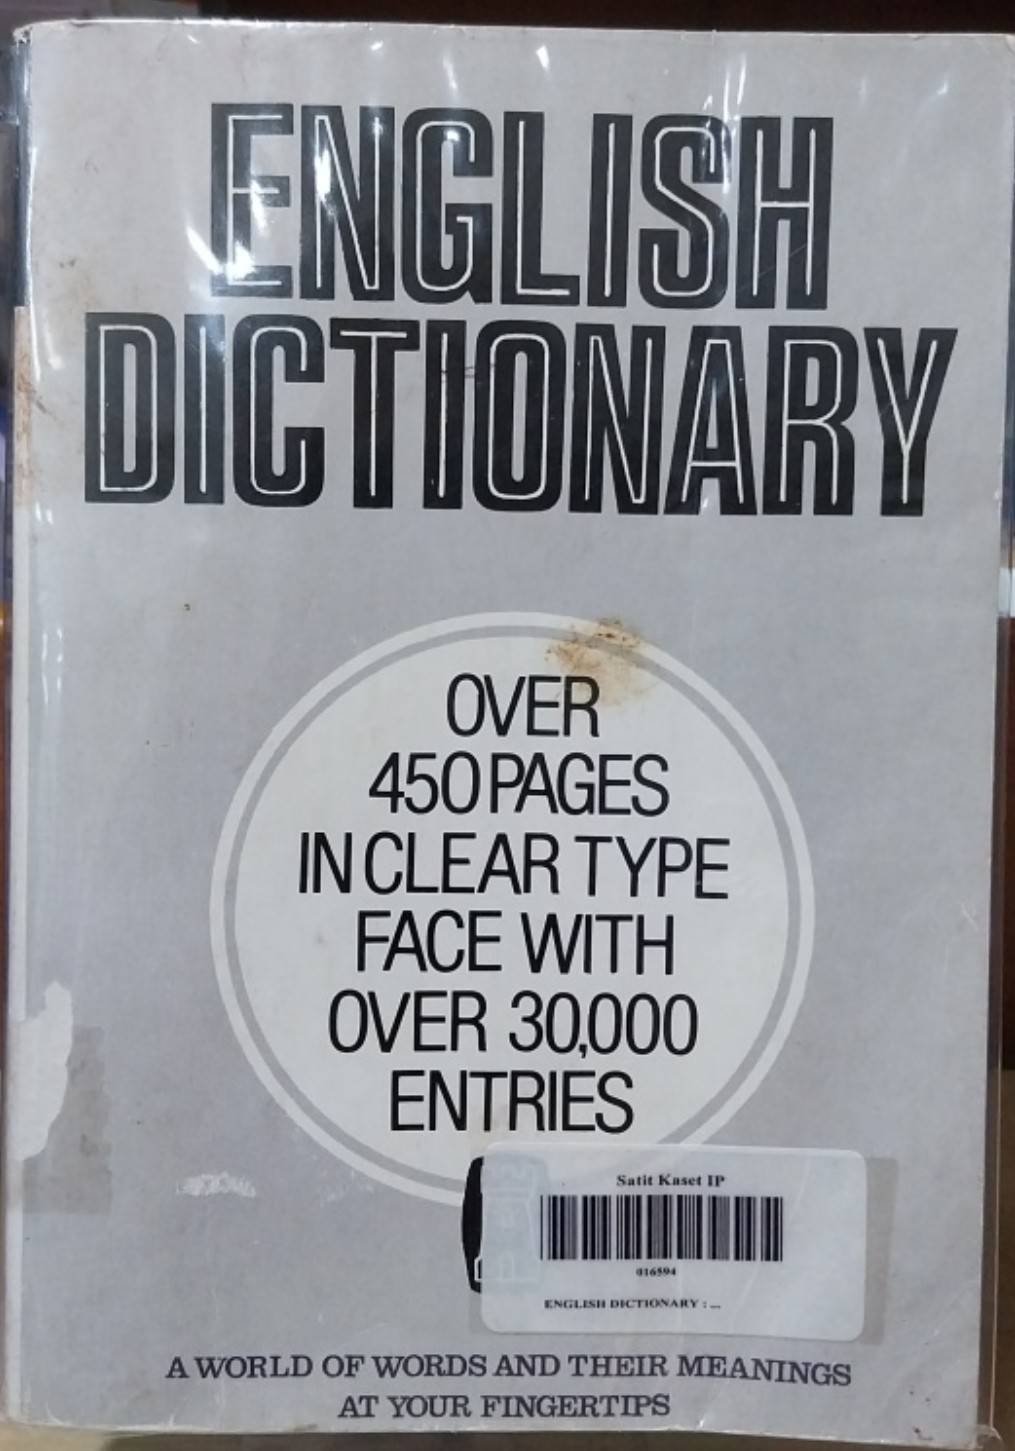 ENGLISH
DICTIONARY
OVER
450 PAGES
IN CLEAR TYPE
FACE WITH
OVER 30,000
ENTRIES
Satit Kaset IP
016594
ENGLISH DICTIONARY : ...
A WORLD OF WORDS AND THEIR MEANINGS
AT YOUR FINGERTIPS